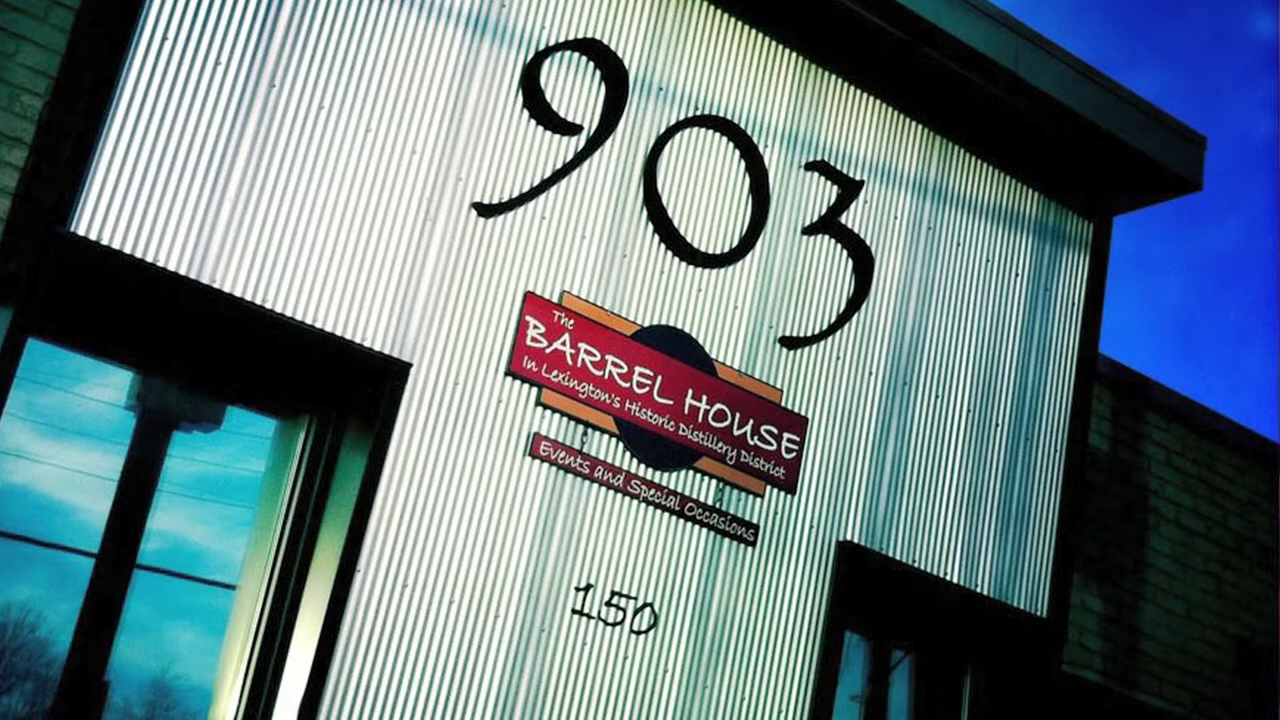 903
The
BARREL HOUSE
In Lexington's Historic Distillery District
Events and Special Occasions
150